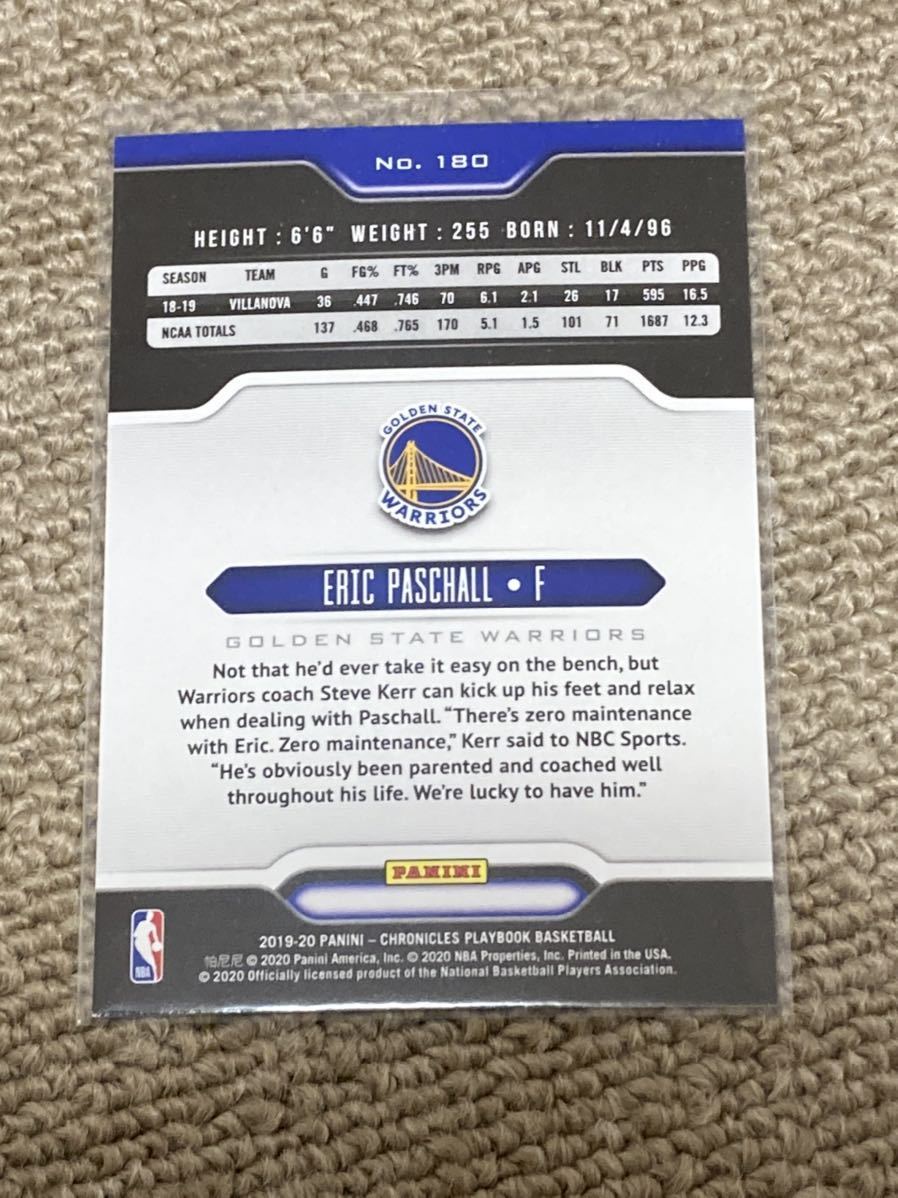 No. 180
HEIGHT : 6'6" WEIGHT : 255 BORN : 11/4/96
SEASON TEAM G FG% FT% 3PM RPG APG STL BLK PTS PPG
18-19 VILLANOVA 36 .447 .746 70 6.1 2.1 26 17 595 16.5
NCAA TOTALS 137 .468 .765 170 5.1 1.5 101 71 1687 12.3
GOLDEN STATE
WARRIORS
ERIC PASCHALL • F
GOLDEN STATE WARRIORS
Not that he'd ever take it easy on the bench, but
Warriors coach Steve Kerr can kick up his feet and relax
when dealing with Paschall. “There's zero maintenance
with Eric. Zero maintenance,” Kerr said to NBC Sports.
“He's obviously been parented and coached well
throughout his life. We're lucky to have him.”
PANINI
NBA
2019-20 PANINI – CHRONICLES PLAYBOOK BASKETBALL
帕尼尼 © 2020 Panini America, Inc. © 2020 NBA Properties, Inc. Printed in the USA.
© 2020 Officially licensed product of the National Basketball Players Association.